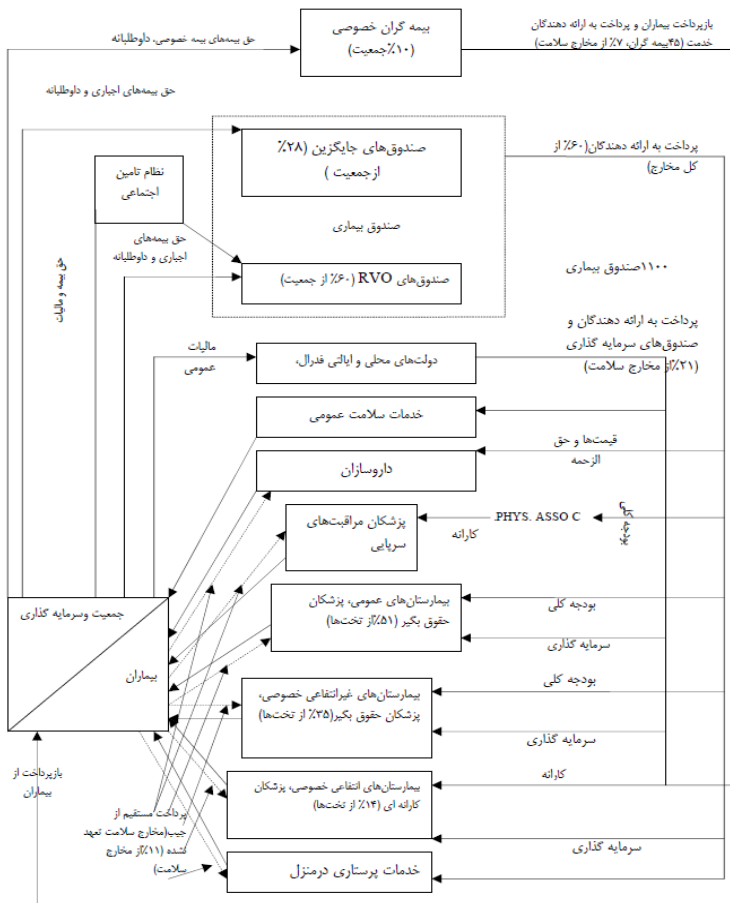 حق بیمه‌های بیمه خصوصی، داوطلبانه
بیمه گران خصوصی
(۱۰٪جمعیت)
بازپرداخت بیماران و پرداخت به ارائه دهندگان
خدمت (۴۵بیمه گران، ۷٪ از مخارج سلامت)
حق بیمه‌های اجباری و داوطلبانه
نظام تامین
اجتماعی
صندوق‌های جایگزین (۲۸٪
ازجمعیت )
صندوق بیماری
صندوق‌های RVO (۶۰٪ از جمعیت)
پرداخت به ارائه دهندگان(۶۰٪ از
کل مخارج)
۱۱۰۰صندوق بیماری
حق بیمه‌های
اجباری و داوطلبانه
حق بیمه و مالیات
مالیات
عمومی
دولت‌های محلی و ایالتی فدرال،
پرداخت به ارائه دهندگان و
صندوق‌های سرمایه گذاری
(۲۱٪از مخارج سلامت)
خدمات سلامت عمومی
داروسازان
قیمت‌ها و حق
الزحمه
پزشکان مراقبت‌های
سرپایی
کارانه
PHYS. ASSO C.
بودجه کلی
بیمارستان‌های عمومی، پزشکان
حقوق بگیر (۵۱٪از تخت‌ها)
بودجه کلی
سرمایه گذاری
جمعیت وسرمایه گذاری
بیماران
بیمارستان‌های غیرانتفاعی خصوصی،
پزشکان حقوق بگیر(۳۵٪ از تخت‌ها)
بودجه کلی
سرمایه گذاری
بیمارستان‌های انتفاعی خصوصی، پزشکان
کارانه ای (۱۴٪ از تخت‌ها)
کارانه
سرمایه گذاری
خدمات پرستاری درمنزل
بازپرداخت از
بیماران
پرداخت مستقیم از
جیب(مخارج سلامت تعهد
نشده (۱۱٪از مخارج
سلامت)